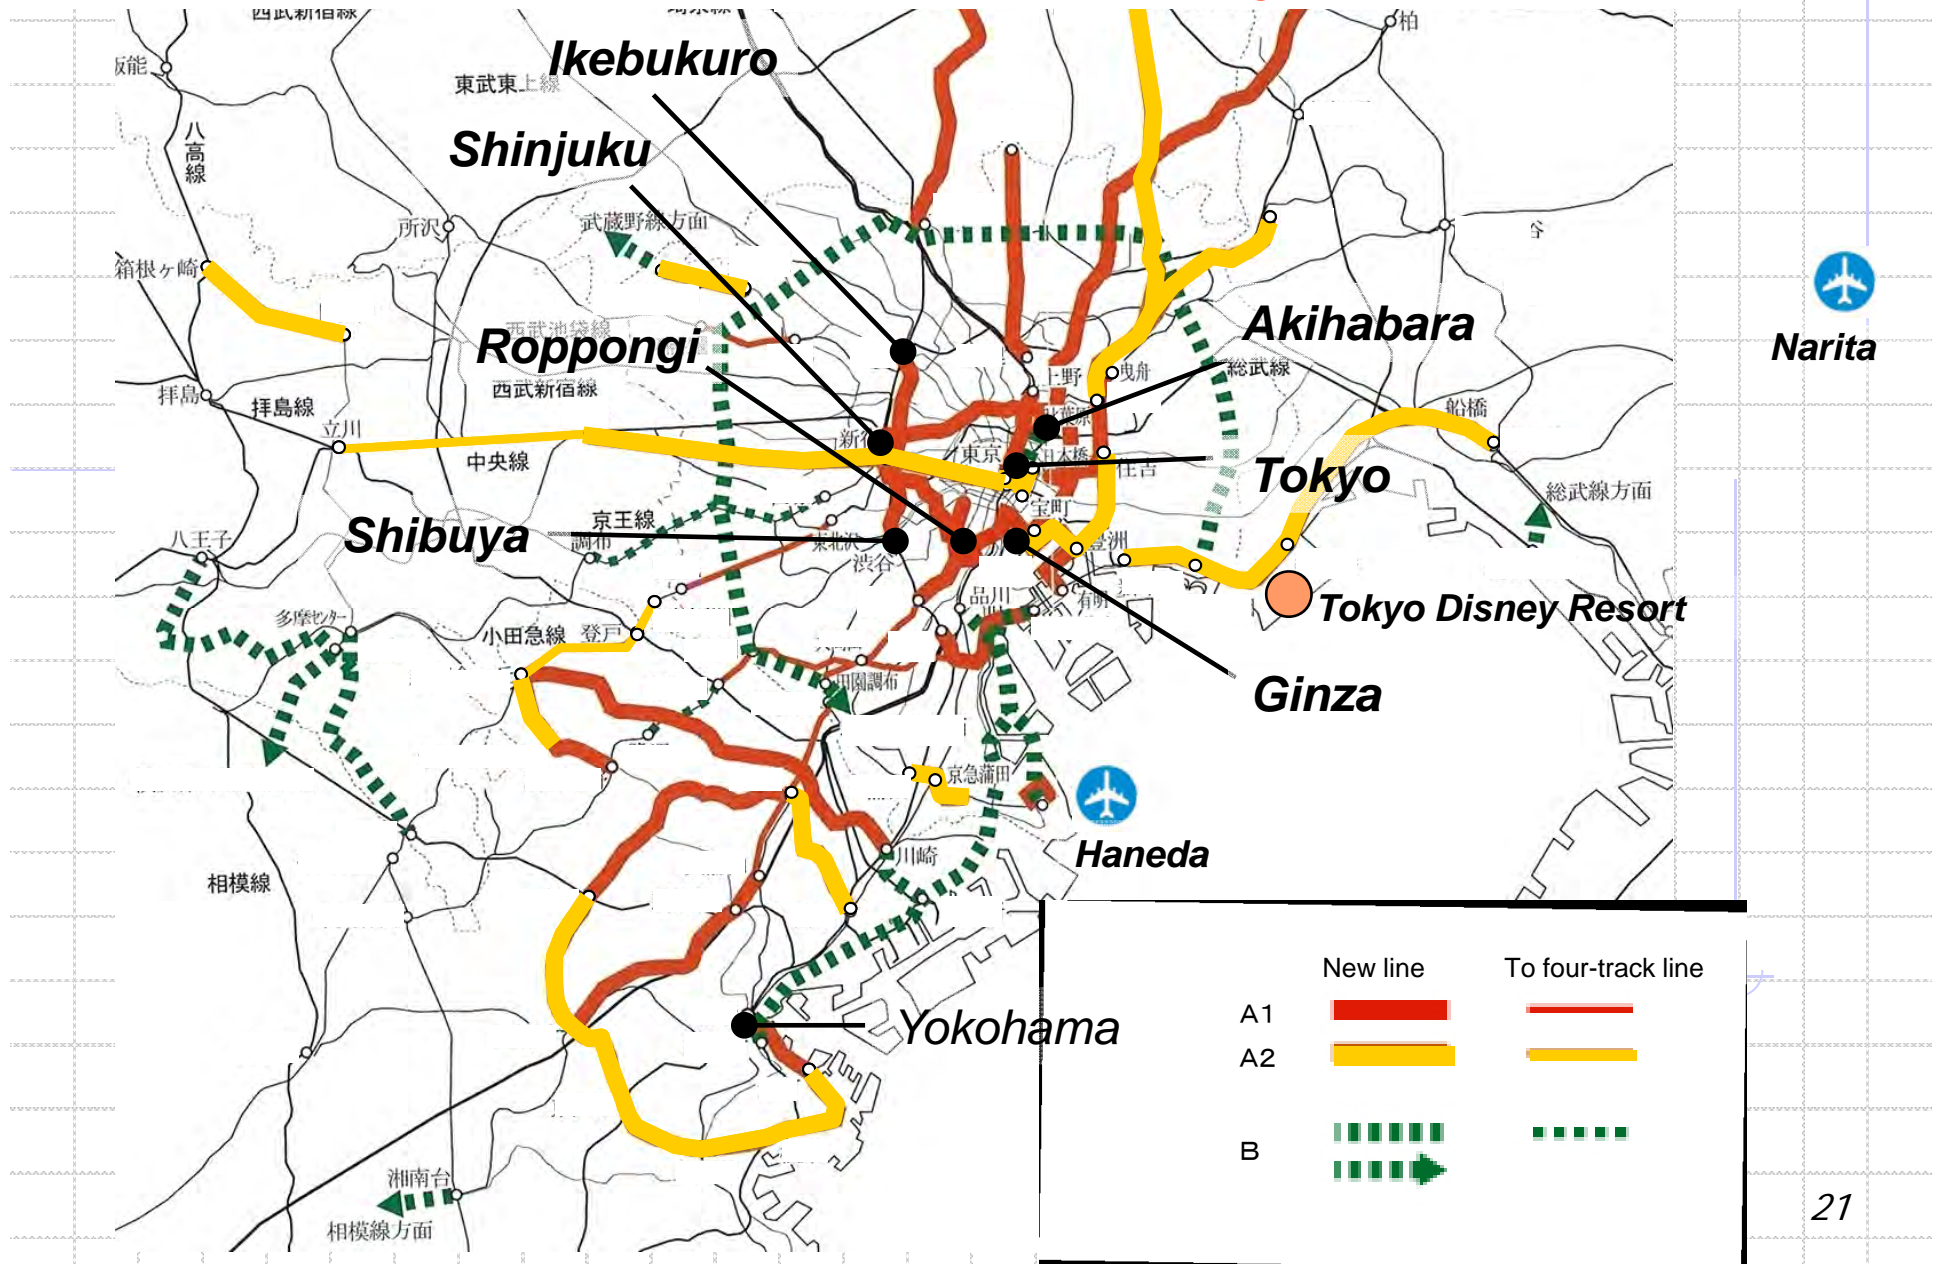 西武新宿線
柏
Ikebukuro
東武東上線
八高線
Shinjuku
所沢
武蔵野線方面
箱根ヶ崎
Akihabara
西武池袋線
Roppongi
Narita
上野
曳舟
総武線
西武新宿線
拝島
拝島線
船橋
立川
東京
日本橋
住吉
中央線
Tokyo
総武線方面
宝町
京王線
Shibuya
調布
八王子
東北沢
渋谷
豊洲
品川
有明
Tokyo Disney Resort
多摩センター
小田急線
登戸
田園調布
Ginza
京急蒲田
Haneda
川崎
相模線
New line
To four-track line
A1
Yokohama
A2
B
湘南台
相模線方面
21